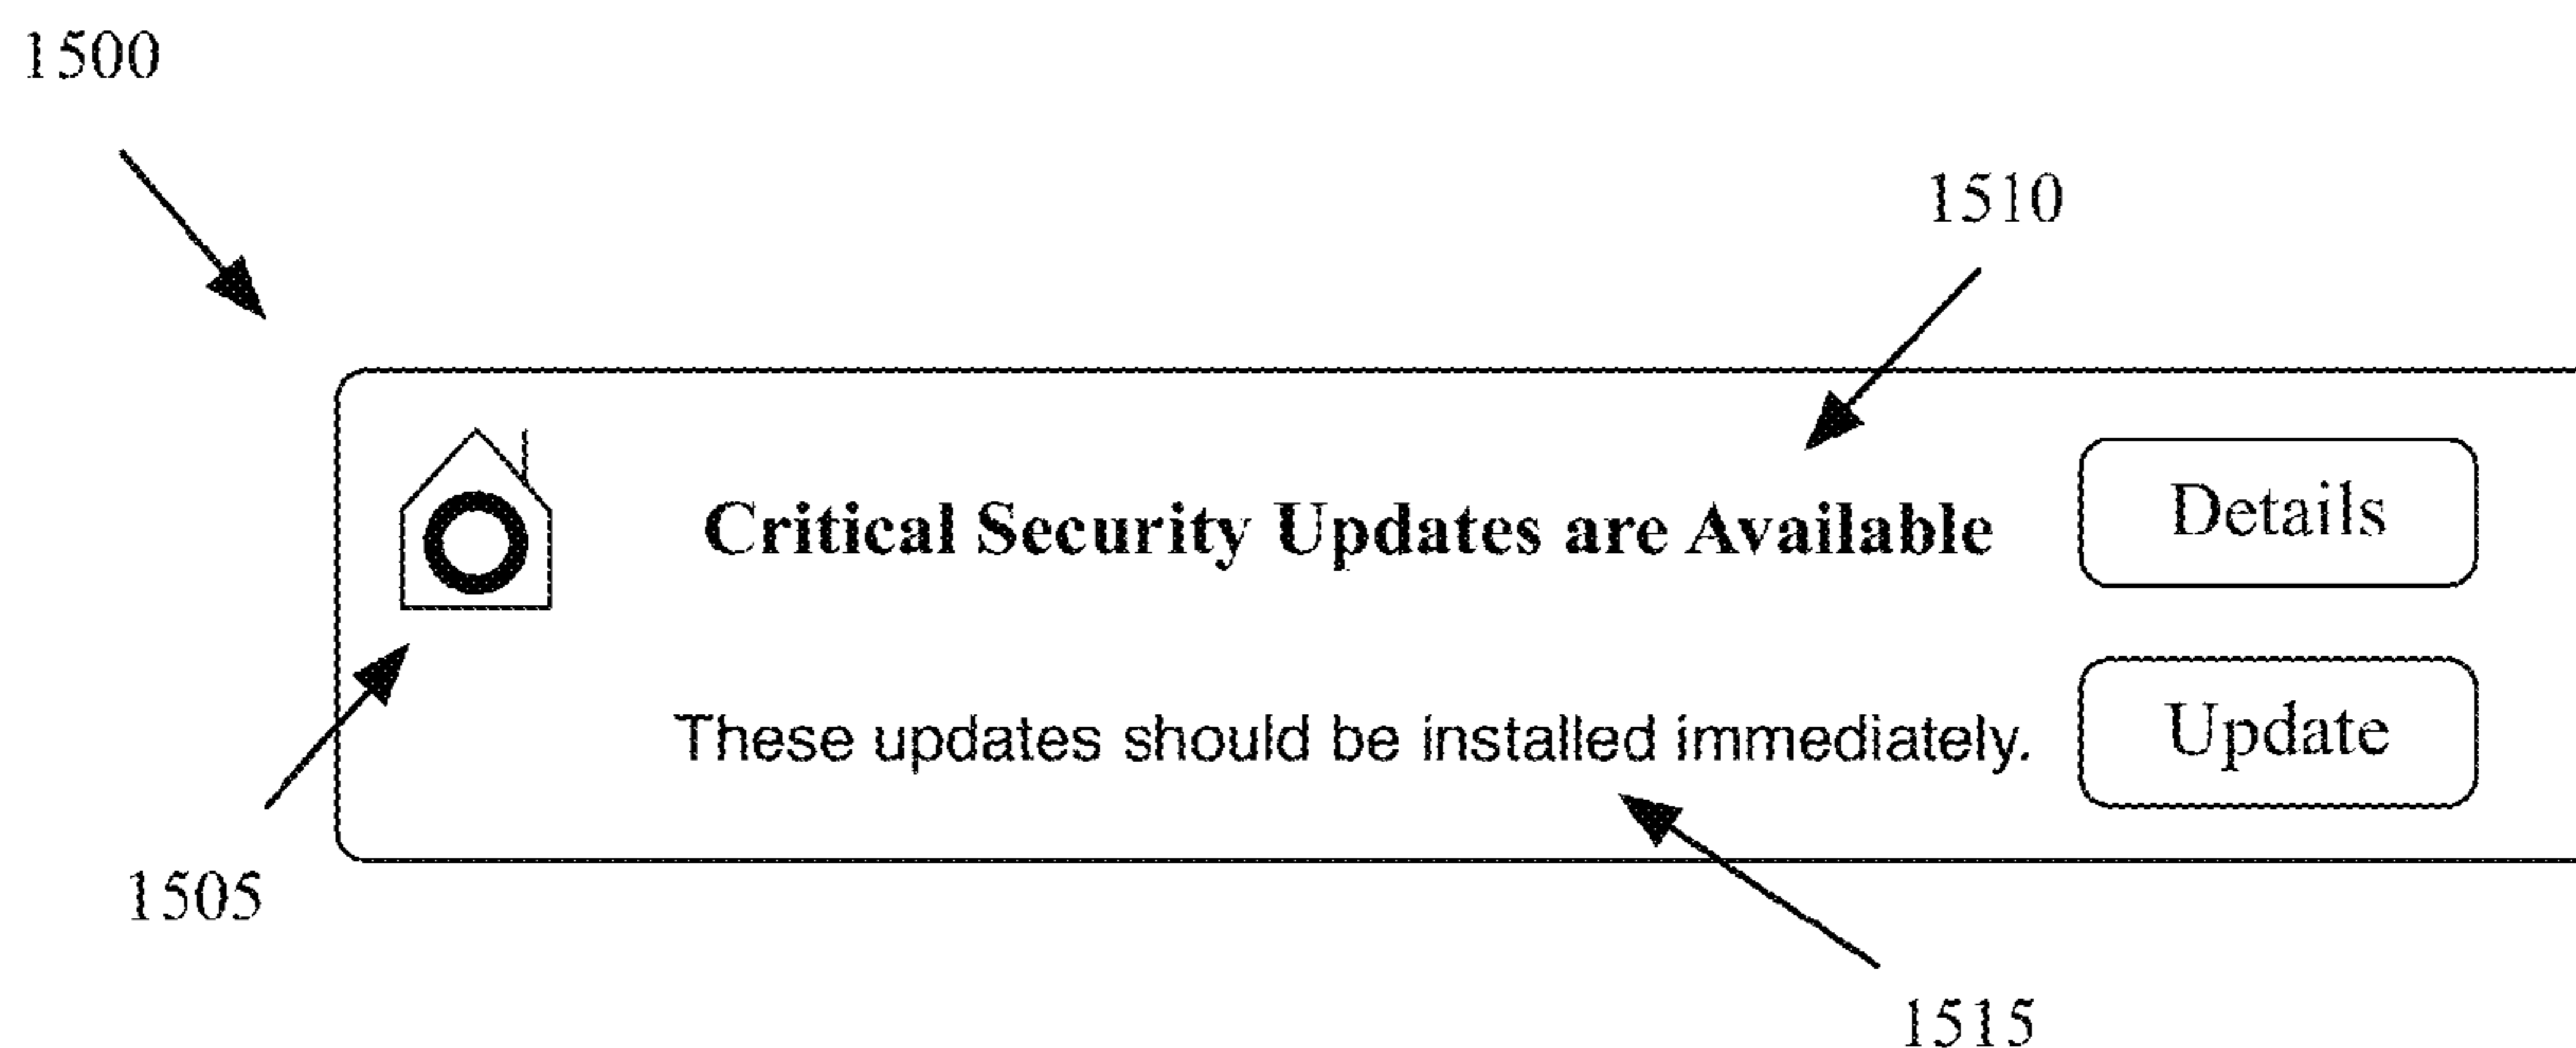 1500
1510
Critical Security Updates are Available
Details
These updates should be installed immediately.
Update
1505
1515